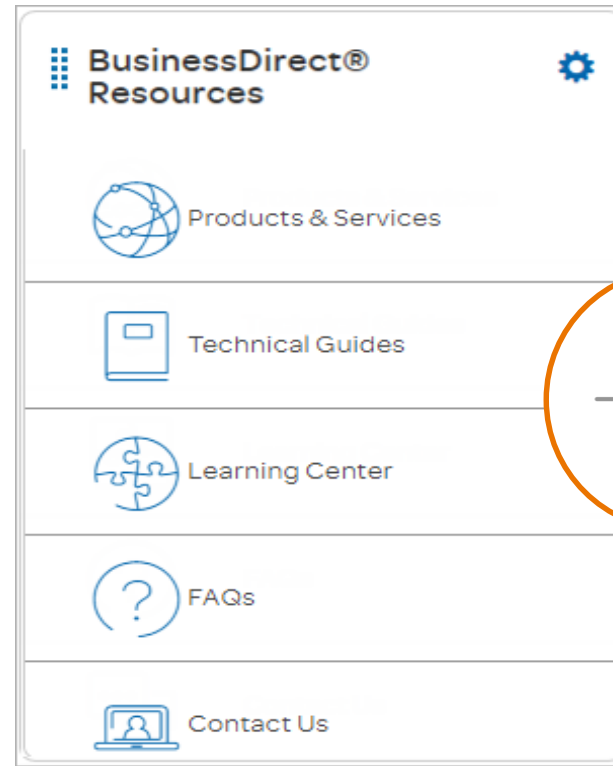 BusinessDirect®
Resources
Products & Services
Technical Guides
Learning Center
FAQs
Contact Us